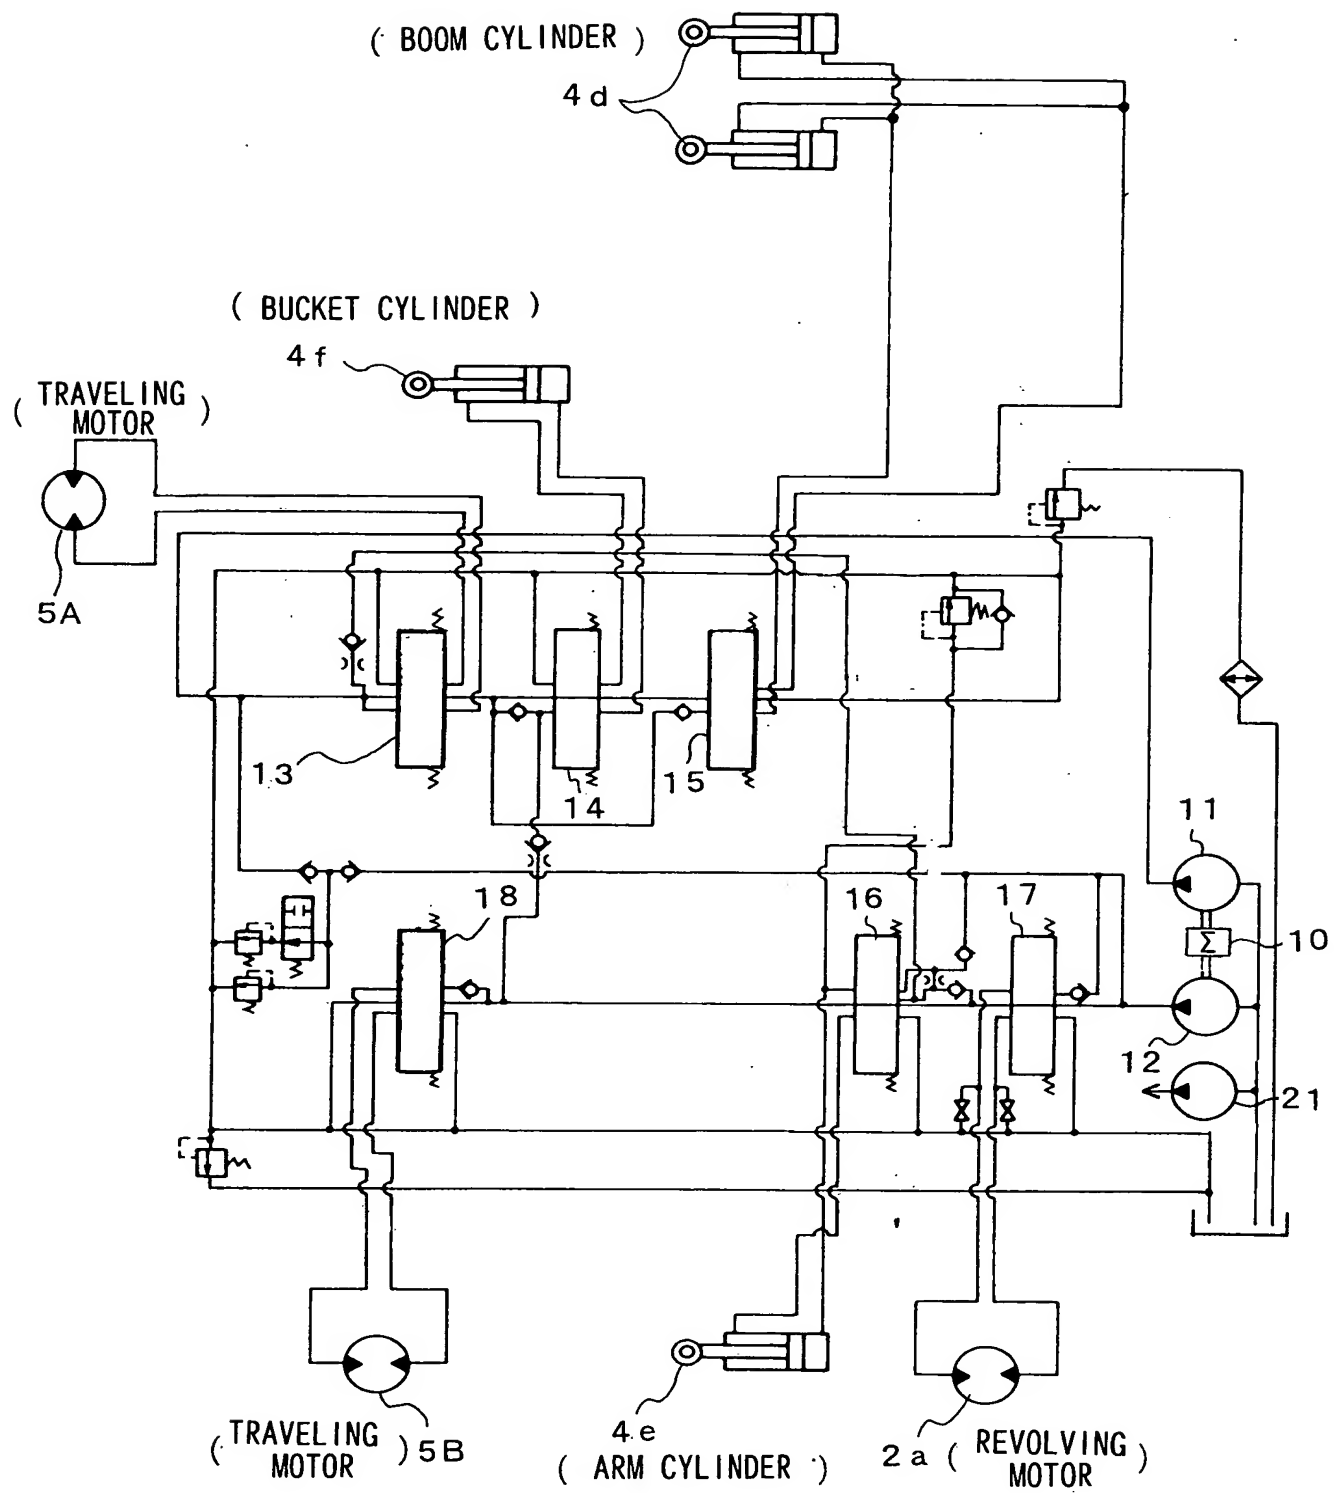 ( BOOM CYLINDER )
4d
( BUCKET CYLINDER )
4f
( TRAVELING MOTOR )
5A
13
14
15
11
18
16
17
Σ
10
12
21
( TRAVELING MOTOR ) 5B
4e
( ARM CYLINDER )
2a ( REVOLVING MOTOR )